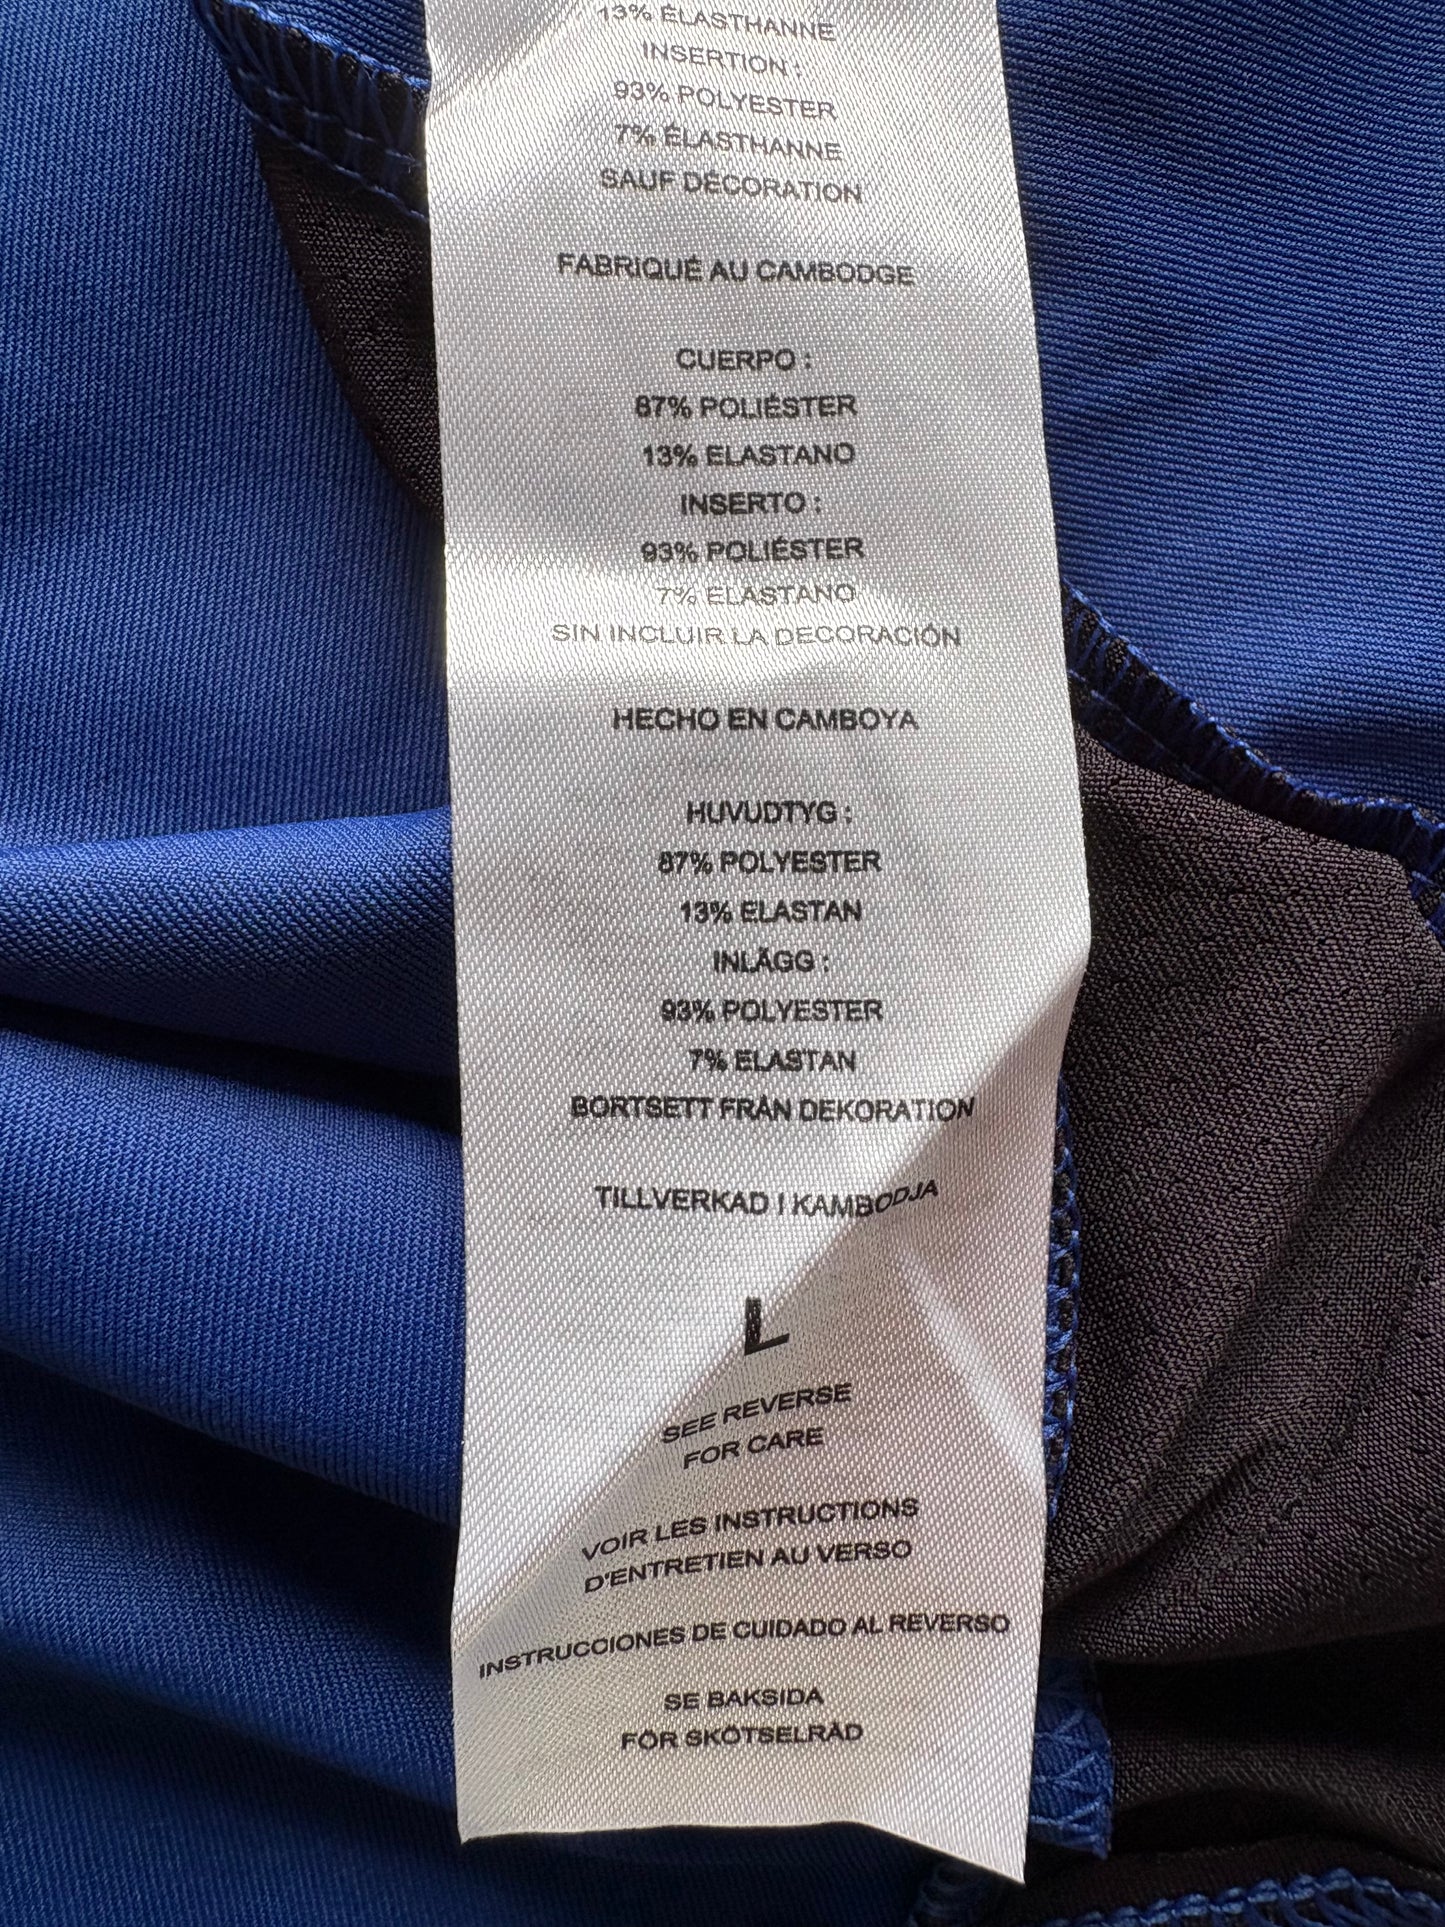 13% ÉLASTHANNE
INSERTION :
93% POLYESTER
7% ÉLASTHANNE
SAUF DÉCORATION
FABRIQUÉ AU CAMBODGE
CUERPO :
87% POLIÉSTER
13% ELASTANO
INSERTO :
93% POLIÉSTER
7% ELASTANO
SIN INCLUIR LA DECORACIÓN
HECHO EN CAMBOYA
HUVUDTYG :
87% POLYESTER
13% ELASTAN
INLÄGG :
93% POLYESTER
7% ELASTAN
BORTSETT FRÅN DEKORATION
TILLVERKAD I KAMBODJA
L
SEE REVERSE
FOR CARE
VOIR LES INSTRUCTIONS
D'ENTRETIEN AU VERSO
INSTRUCCIONES DE CUIDADO AL REVERSO
SE BAKSIDA
FÖR SKÖTSELRÅD